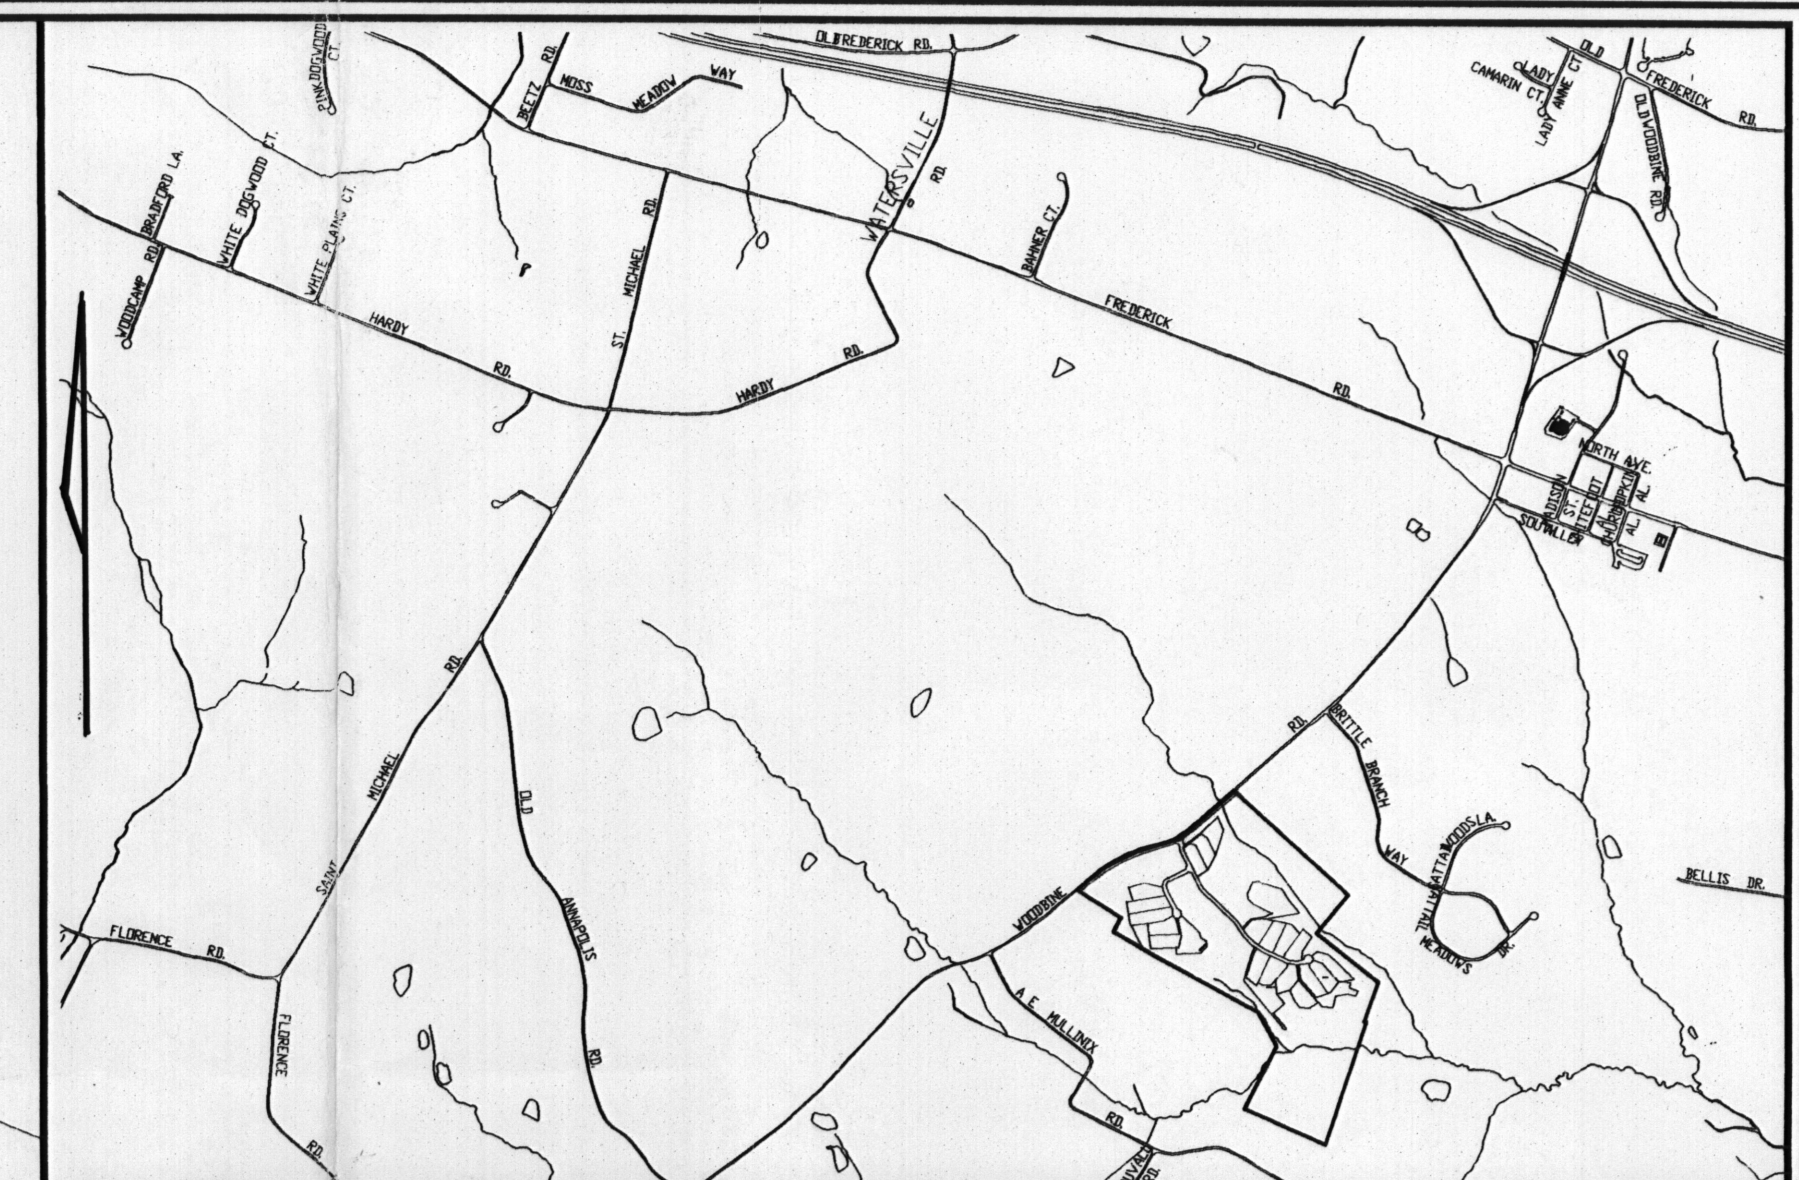 PINK DOGWOOD CT.
BEETZ RD.
MOSS MEADOW WAY
OLD FREDERICK RD.
WATERSVILLE RD.
CAMARIN CT.
LADY
LADY ANNE CT
OLD FREDERICK RD.
OLD WOODBINE RD.
BRADFORD LA.
WOODCAMP RD.
WHITE DOGWOOD CT.
WHITE PLAINS CT.
HARDY RD.
ST. MICHAEL RD.
HARDY RD.
BAHNER CT.
FREDERICK RD.
NORTH AVE.
ST.
AL.
AL.
SAINT MICHAEL RD.
OLD ANNAPOLIS RD.
FLORENCE RD.
FLORENCE RD.
WOODBINE RD.
BRITTLE BRANCH WAY
WOODS LA.
CATTAIL MEADOWS DR.
BELLIS DR.
A E MULLINIX RD.
RD.